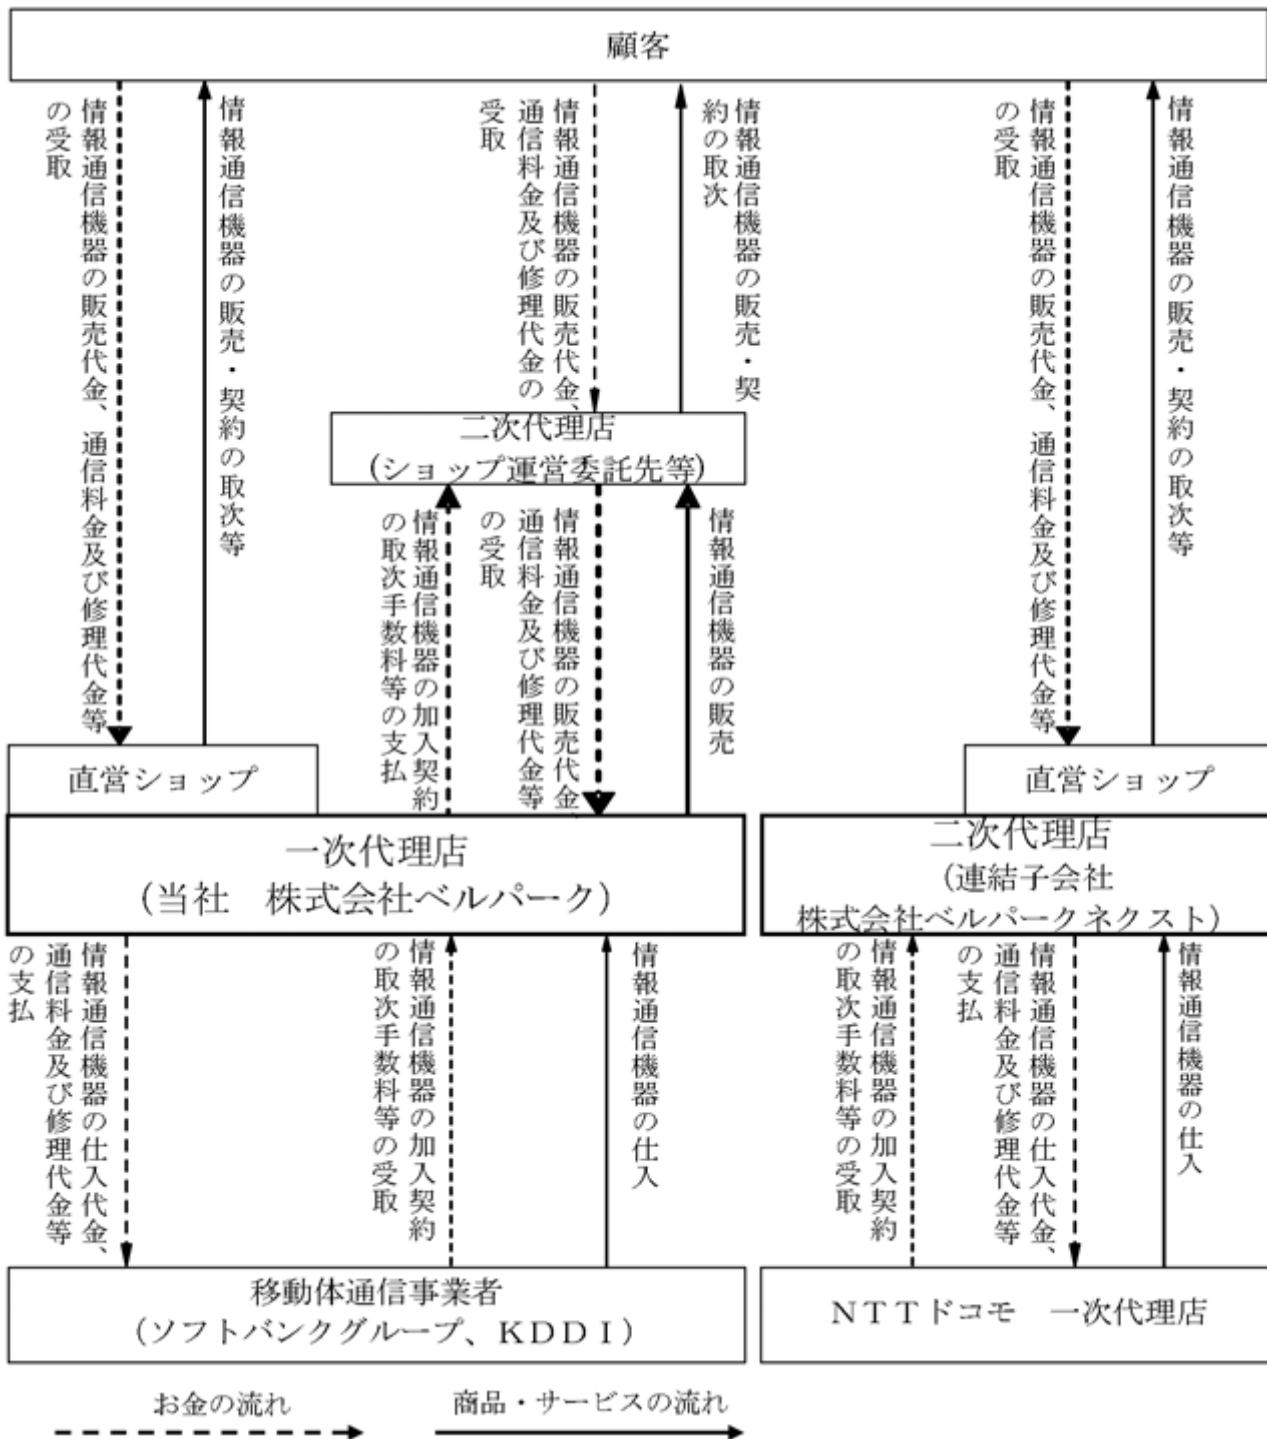 顧客
情報通信機器の販売代金、通信料金及び修理代金等
の受取
情報通信機器の販売・契約の取次等
情報通信機器の販売代金、
通信料金及び修理代金の
受取
情報通信機器の販売・契
約の取次
情報通信機器の販売代金、通信料金及び修理代金等
の受取
情報通信機器の販売・契約の取次等
二次代理店
(ショップ運営委託先等)
情報通信機器の加入契約
の取次手数料等の支払
情報通信機器の販売代金、
通信料金及び修理代金等
の受取
情報通信機器の販売
直営ショップ
直営ショップ
一次代理店
(当社 株式会社ベルパーク)
二次代理店
(連結子会社
株式会社ベルパークネクスト)
情報通信機器の仕入代金、
通信料金及び修理代金等
の支払
情報通信機器の加入契約
の取次手数料等の受取
情報通信機器の仕入
情報通信機器の加入契約
の取次手数料等の受取
情報通信機器の仕入代金、
通信料金及び修理代金等
の支払
情報通信機器の仕入
移動体通信事業者
(ソフトバンクグループ、ＫＤＤＩ)
ＮＴＴドコモ 一次代理店
お金の流れ
商品・サービスの流れ